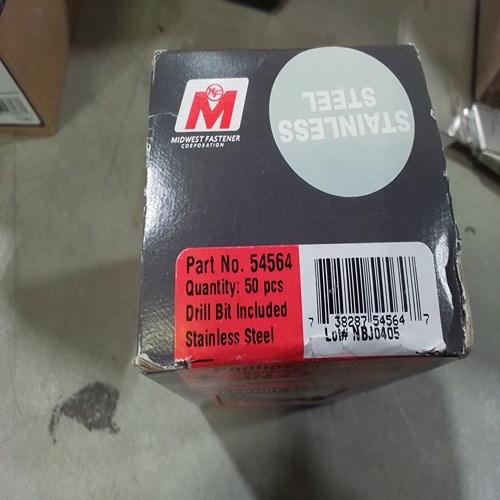 M
MIDWEST FASTENER
CORPORATION
STAINLESS
STEEL
Part No. 54564
Quantity: 50 pcs
Drill Bit Included
Stainless Steel
7 38287 54564 7
Lot# NBJ0405
Phillips